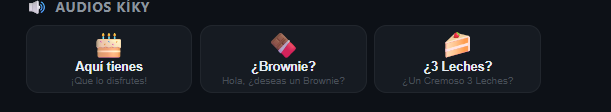 AUDIOS KÍKY
Aquí tienes
¡Que lo disfrutes!
¿Brownie?
Hola, ¿deseas un Brownie?
¿3 Leches?
¿Un Cremoso 3 Leches?